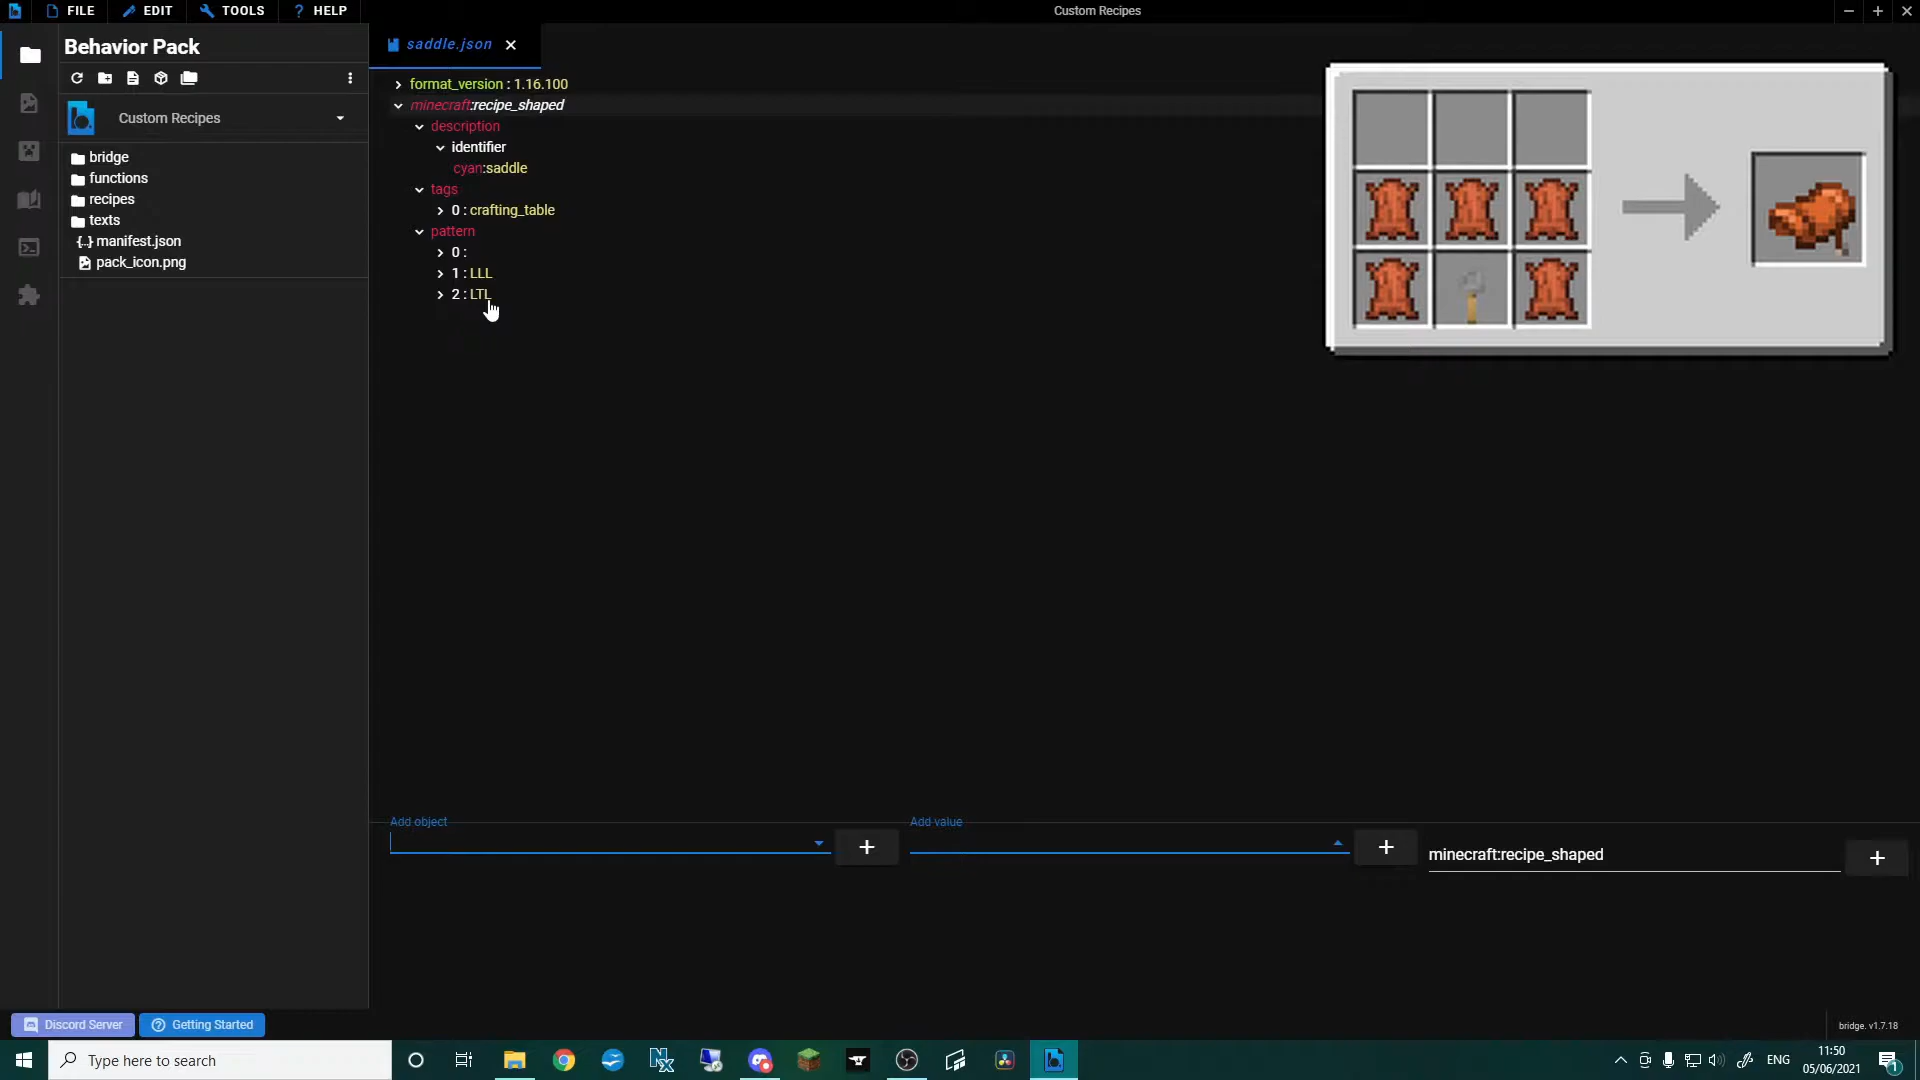 FILE EDIT TOOLS HELP Custom Recipes
Behavior Pack
Custom Recipes
bridge
functions
recipes
texts
{..} manifest.json
pack_icon.png
saddle.json
format_version : 1.16.100
minecraft:recipe_shaped
description
identifier
cyan:saddle
tags
0 : crafting_table
pattern
0 :
1 : LLL
2 : LTL
Add object
Add value
minecraft:recipe_shaped
Discord Server
Getting Started
bridge. v1.7.18
Type here to search
ENG
11:50
05/06/2021
1